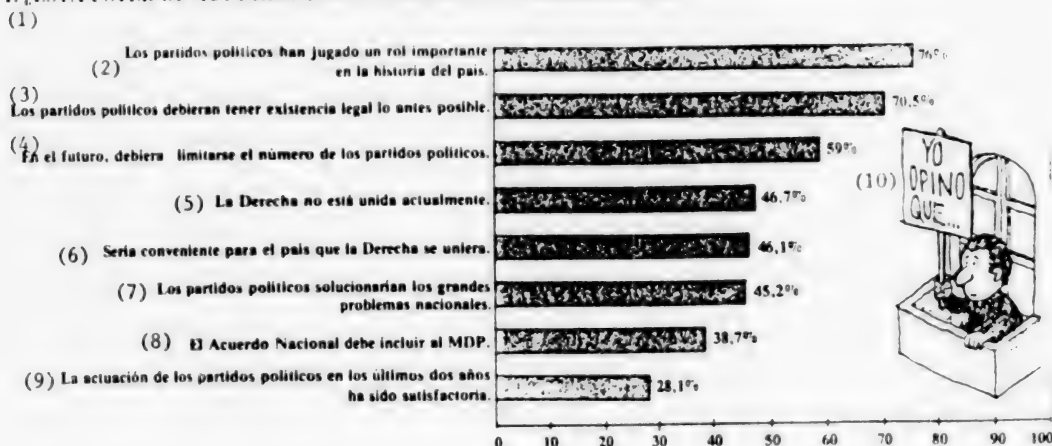 (1)
Los partidos políticos han jugado un rol importante
(2) en la historia del país.
76%
(3)
Los partidos políticos debieran tener existencia legal lo antes posible.
70,5%
(4)
En el futuro, debiera limitarse el número de los partidos políticos.
59%
(5) La Derecha no está unida actualmente.
46,7%
(6) Sería conveniente para el país que la Derecha se uniera.
46,1%
(7) Los partidos políticos solucionarían los grandes
problemas nacionales.
45,2%
(8) El Acuerdo Nacional debe incluir al MDP.
38,7%
(9) La actuación de los partidos políticos en los últimos dos años
ha sido satisfactoria.
28,1%
0 10 20 30 40 50 60 70 80 90 100
(10)
YO
OPINO
QUE...